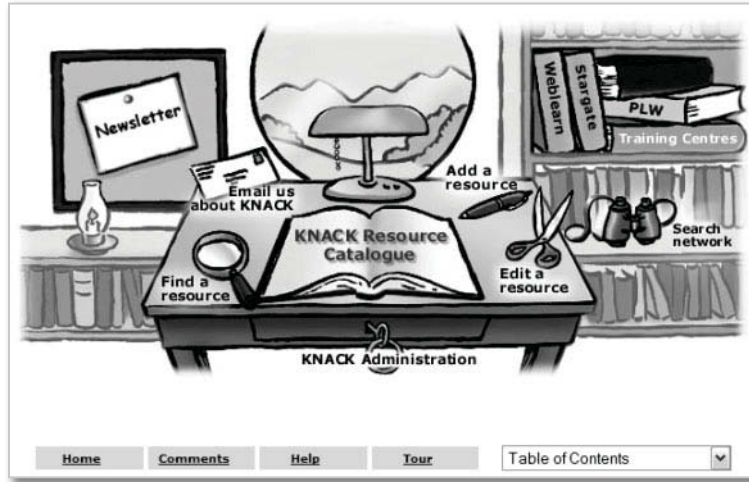 Newsletter
Weblearn
Stargate
PLW
Training Centres
Email us
about KNACK
Add a
resource
KNACK Resource
Catalogue
Search
network
Find a
resource
Edit a
resource
KNACK Administration
Home
Comments
Help
Tour
Table of Contents